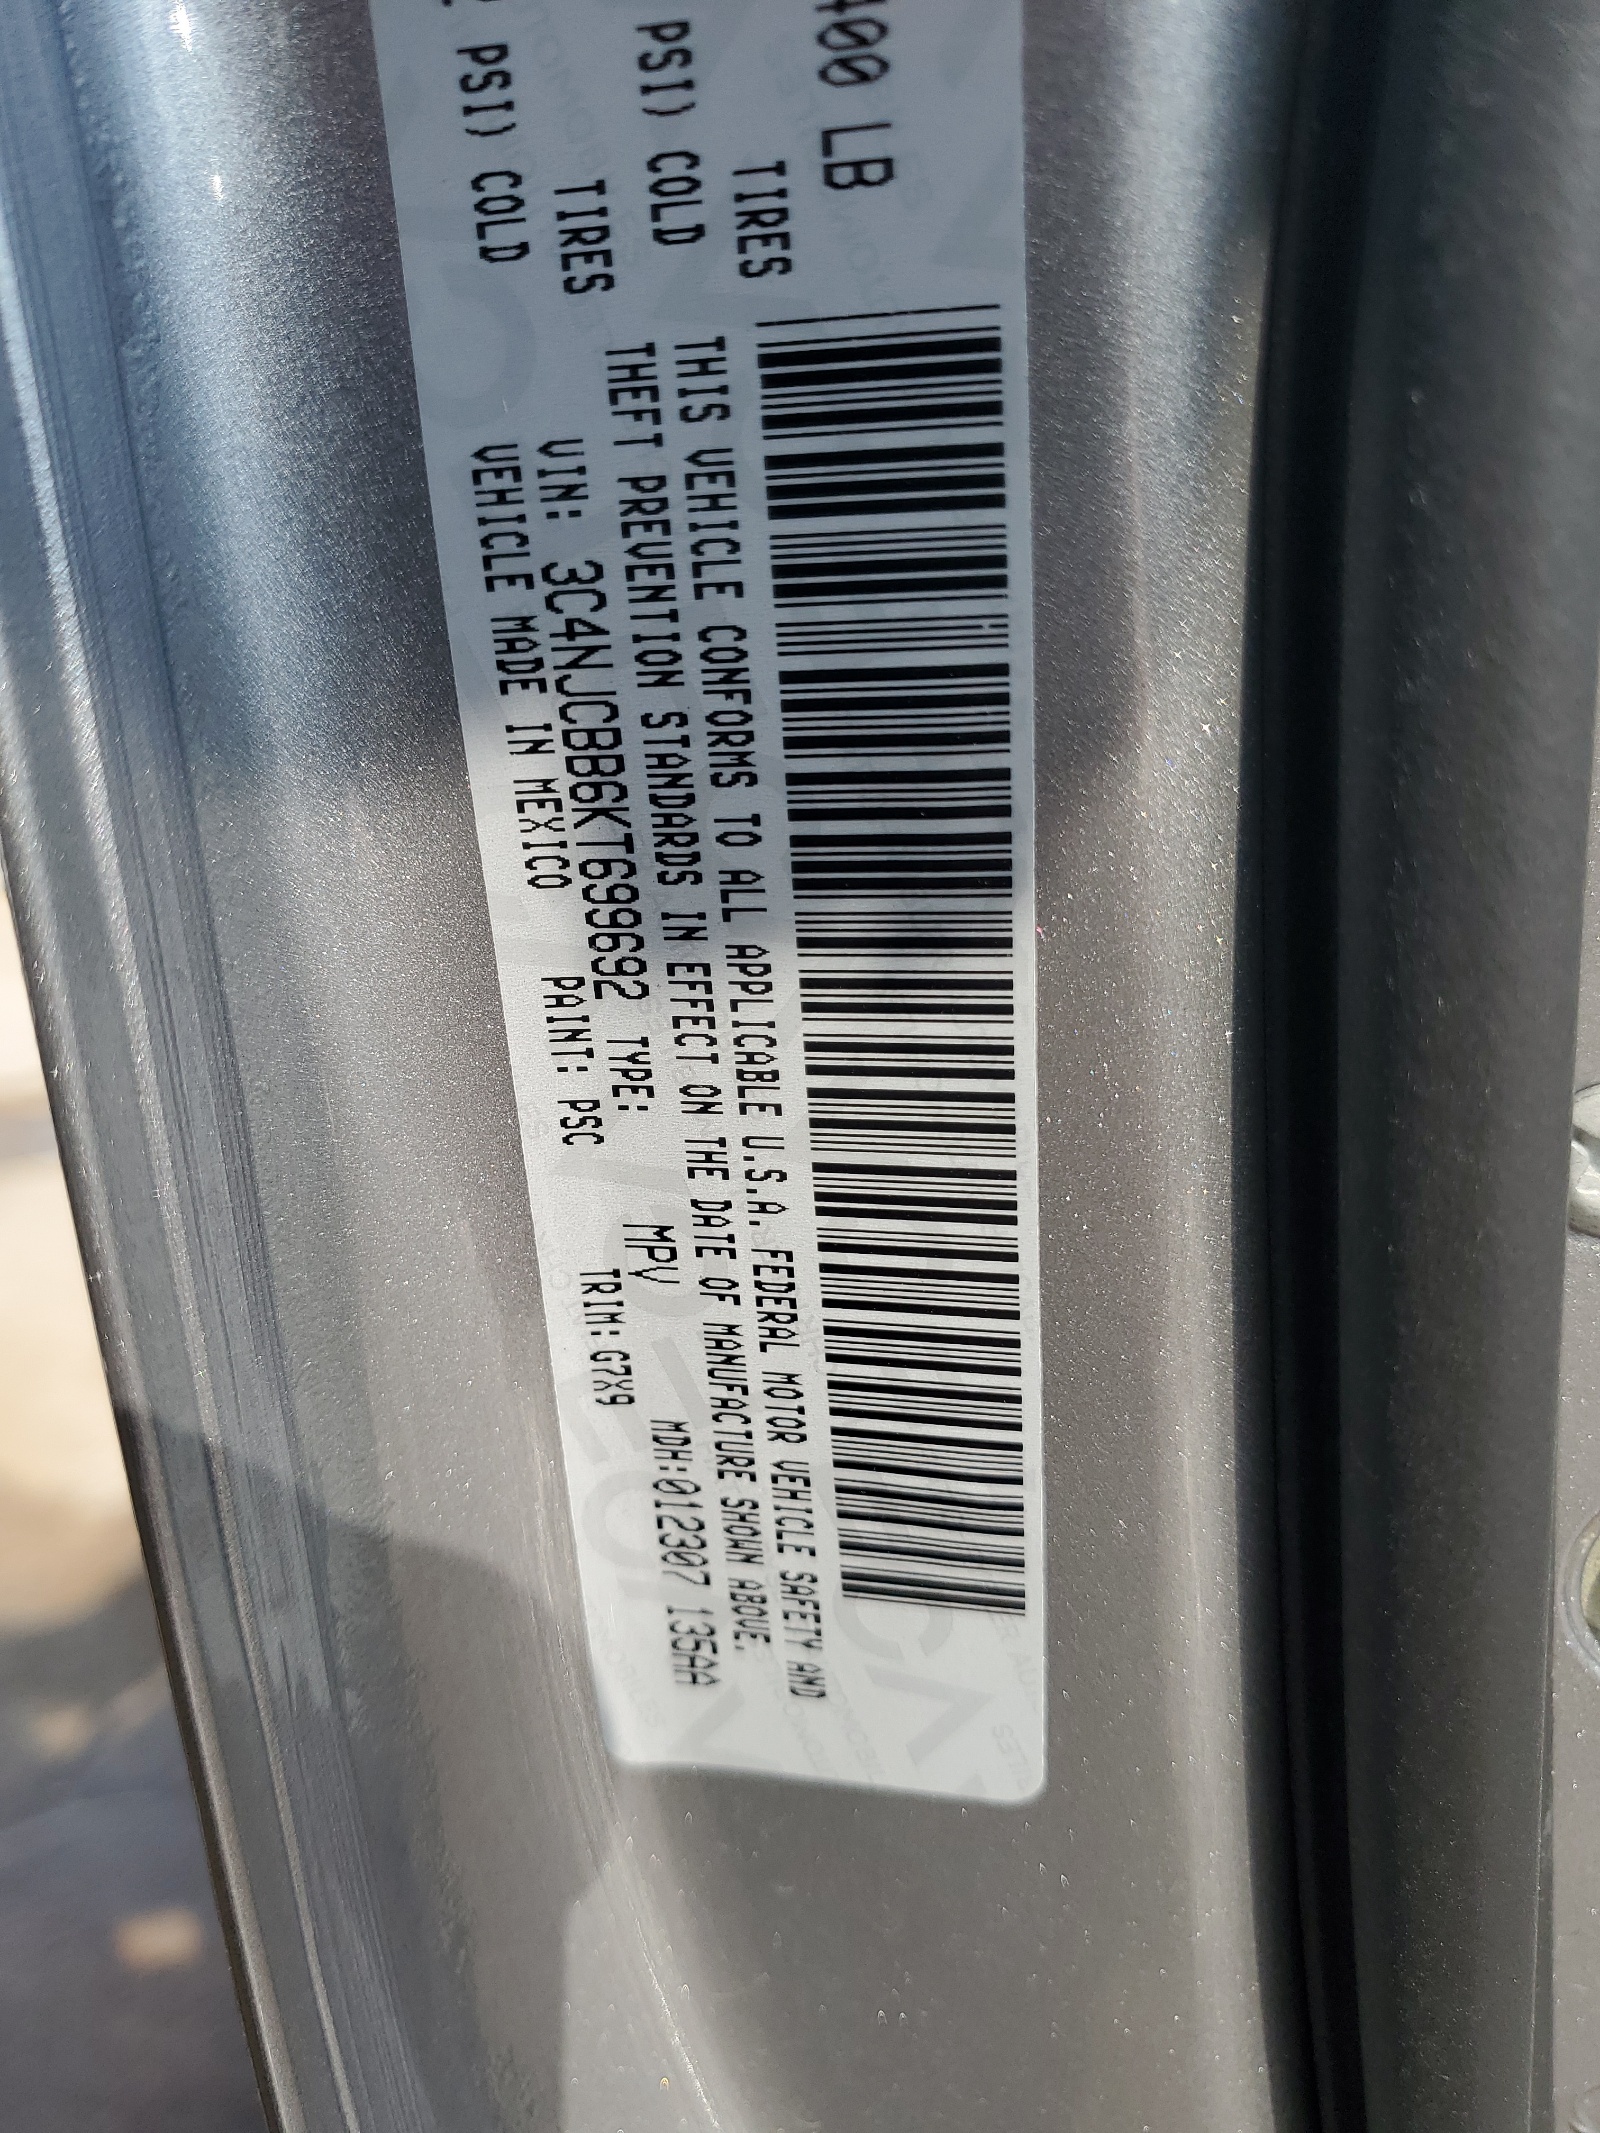 400 LB
TIRES
PSI) COLD
TIRES
PSI) COLD
THIS VEHICLE CONFORMS TO ALL APPLICABLE U.S.A. FEDERAL MOTOR VEHICLE SAFETY AND
THEFT PREVENTION STANDARDS IN EFFECT ON THE DATE OF MANUFACTURE SHOWN ABOVE.
VIN: 3C4NJCBB6KT699692 TYPE: MPV MDH:012307 135AA
VEHICLE MADE IN MEXICO PAINT: PSC TRIM:G7X9